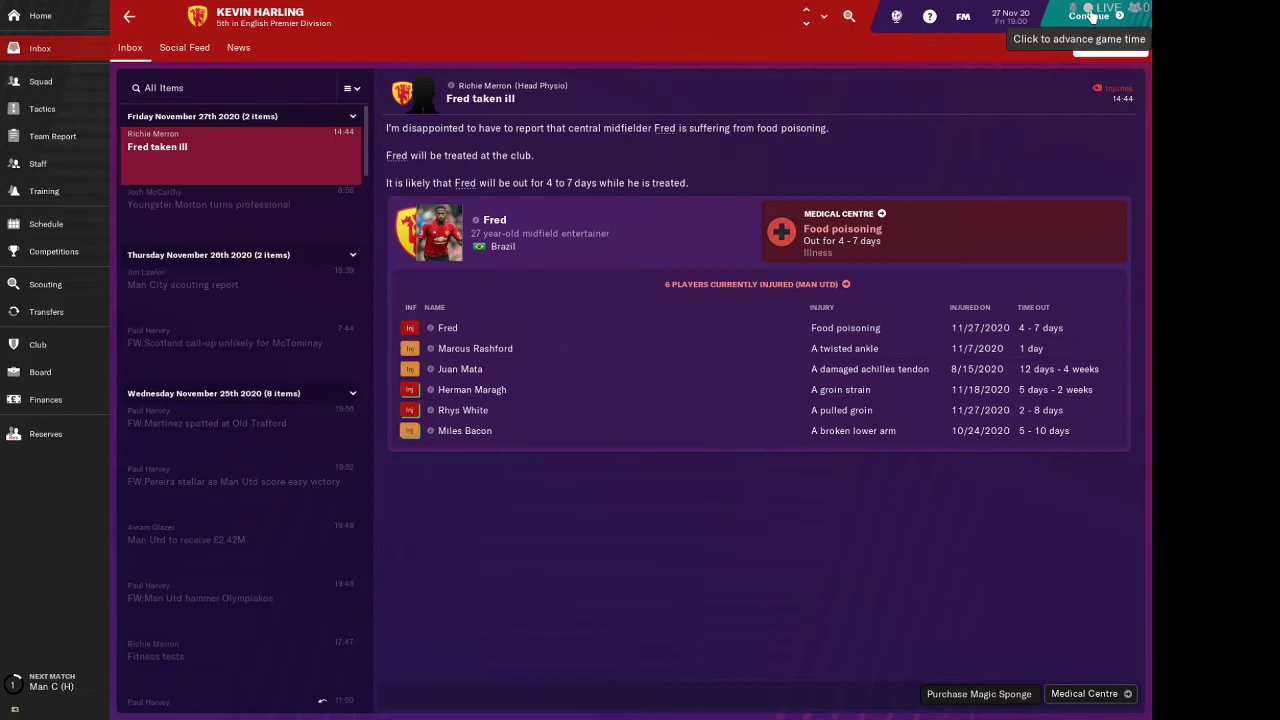 Home
Inbox
Squad
Tactics
Team Report
Staff
Training
Schedule
Competitions
Scouting
Transfers
Club
Board
Finances
Res
Reserves
NEXT MATCH
Man C (H)
KEVIN HARLING
5th in English Premier Division
FM
27 Nov 20
Fri 19:00
LIVE
0
Continue
Click to advance game time
Inbox
Social Feed
News
All Items
Friday November 27th 2020 (2 items)
Richie Merron
14:44
Fred taken ill
Josh McCarthy
8:58
Youngster Morton turns professional
Thursday November 26th 2020 (2 items)
Jim Lawlor
18:39
Man City scouting report
Paul Harvey
7:44
FW:Scotland call-up unlikely for McTominay
Wednesday November 25th 2020 (8 items)
Paul Harvey
19:56
FW:Martínez spotted at Old Trafford
Paul Harvey
19:52
FW:Pereira stellar as Man Utd score easy victory
Avram Glazer
19:48
Man Utd to receive £2.42M
Paul Harvey
19:46
FW:Man Utd hammer Olympiakos
Richie Merron
17:47
Fitness tests
Paul Harvey
11:50
Richie Merron (Head Physio)
Fred taken ill
Injuries
14:44
I'm disappointed to have to report that central midfielder Fred is suffering from food poisoning.
Fred will be treated at the club.
It is likely that Fred will be out for 4 to 7 days while he is treated.
Fred
27 year-old midfield entertainer
Brazil
MEDICAL CENTRE
Food poisoning
Out for 4 - 7 days
Illness
6 PLAYERS CURRENTLY INJURED (MAN UTD)
INF NAME INJURY INJURED ON TIME OUT
Inj Fred Food poisoning 11/27/2020 4 - 7 days
Inj Marcus Rashford A twisted ankle 11/7/2020 1 day
Inj Juan Mata A damaged achilles tendon 8/15/2020 12 days - 4 weeks
Inj Herman Maragh A groin strain 11/18/2020 5 days - 2 weeks
Inj Rhys White A pulled groin 11/27/2020 2 - 8 days
Inj Miles Bacon A broken lower arm 10/24/2020 5 - 10 days
Purchase Magic Sponge
Medical Centre